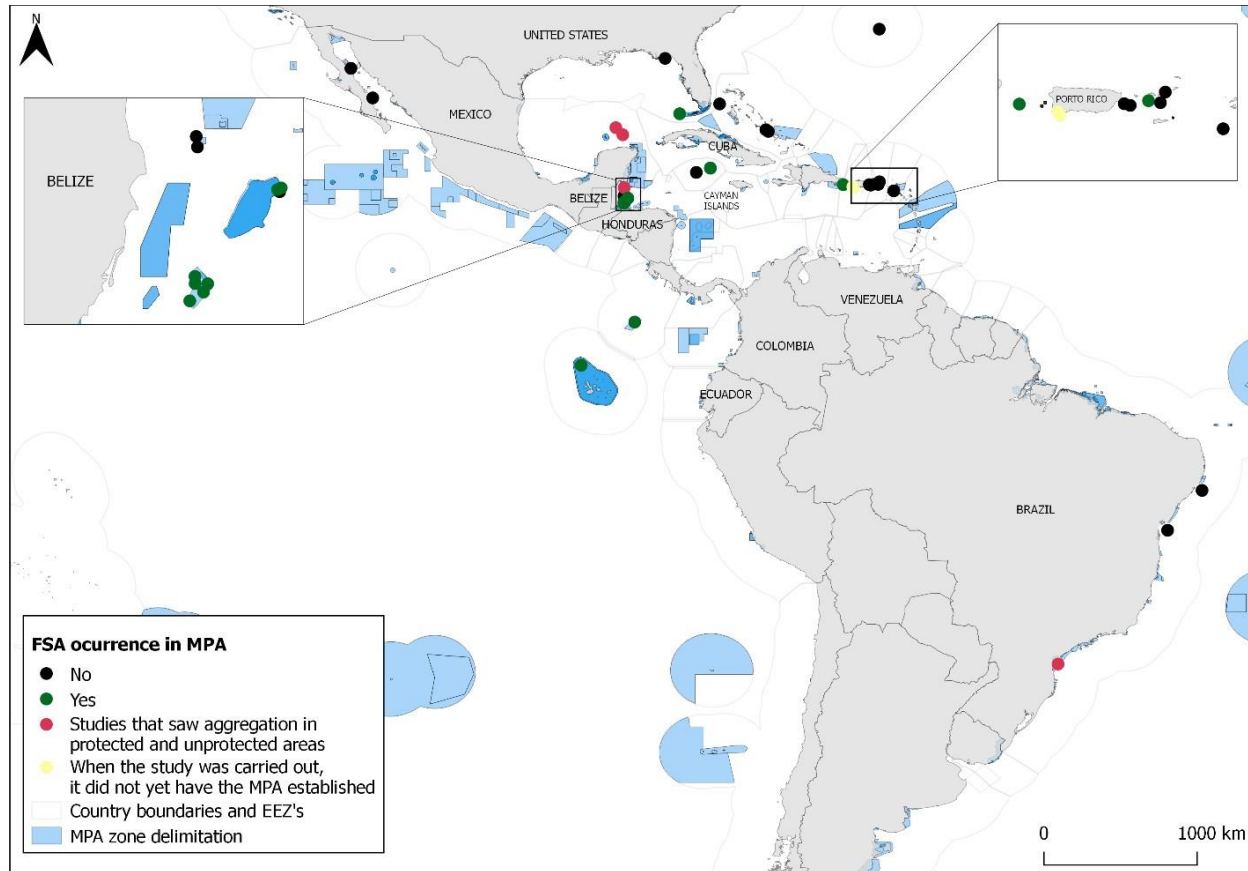 N
UNITED STATES
MEXICO
CUBA
PORTO RICO
BELIZE
BELIZE
CAYMAN
ISLANDS
HONDURAS
VENEZUELA
COLOMBIA
ECUADOR
BRAZIL
FSA ocurrence in MPA
No
Yes
Studies that saw aggregation in
protected and unprotected areas
When the study was carried out,
it did not yet have the MPA established
Country boundaries and EEZ's
MPA zone delimitation
0 1000 km